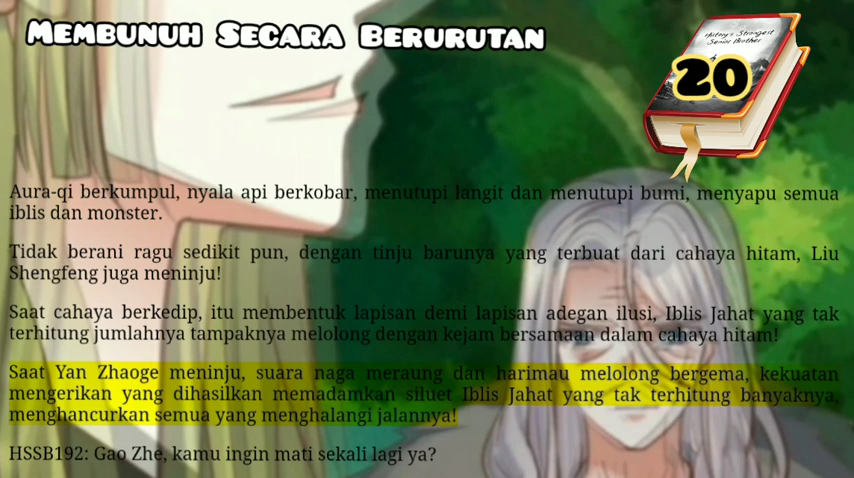 Membunuh Secara Berurutan
History's Strongest
Senior Brother
20
Aura-qi berkumpul, nyala api berkobar, menutupi langit dan menutupi bumi, menyapu semua
iblis dan monster.
Tidak berani ragu sedikit pun, dengan tinju barunya yang terbuat dari cahaya hitam, Liu
Shengfeng juga meninju!
Saat cahaya berkedip, itu membentuk lapisan demi lapisan adegan ilusi, Iblis Jahat yang tak
terhitung jumlahnya tampaknya melolong dengan kejam bersamaan dalam cahaya hitam!
Saat Yan Zhaoge meninju, suara naga meraung dan harimau melolong bergema, kekuatan
mengerikan yang dihasilkan memadamkan siluet Iblis Jahat yang tak terhitung banyaknya,
menghancurkan semua yang menghalangi jalannya!
HSSB192: Gao Zhe, kamu ingin mati sekali lagi ya?